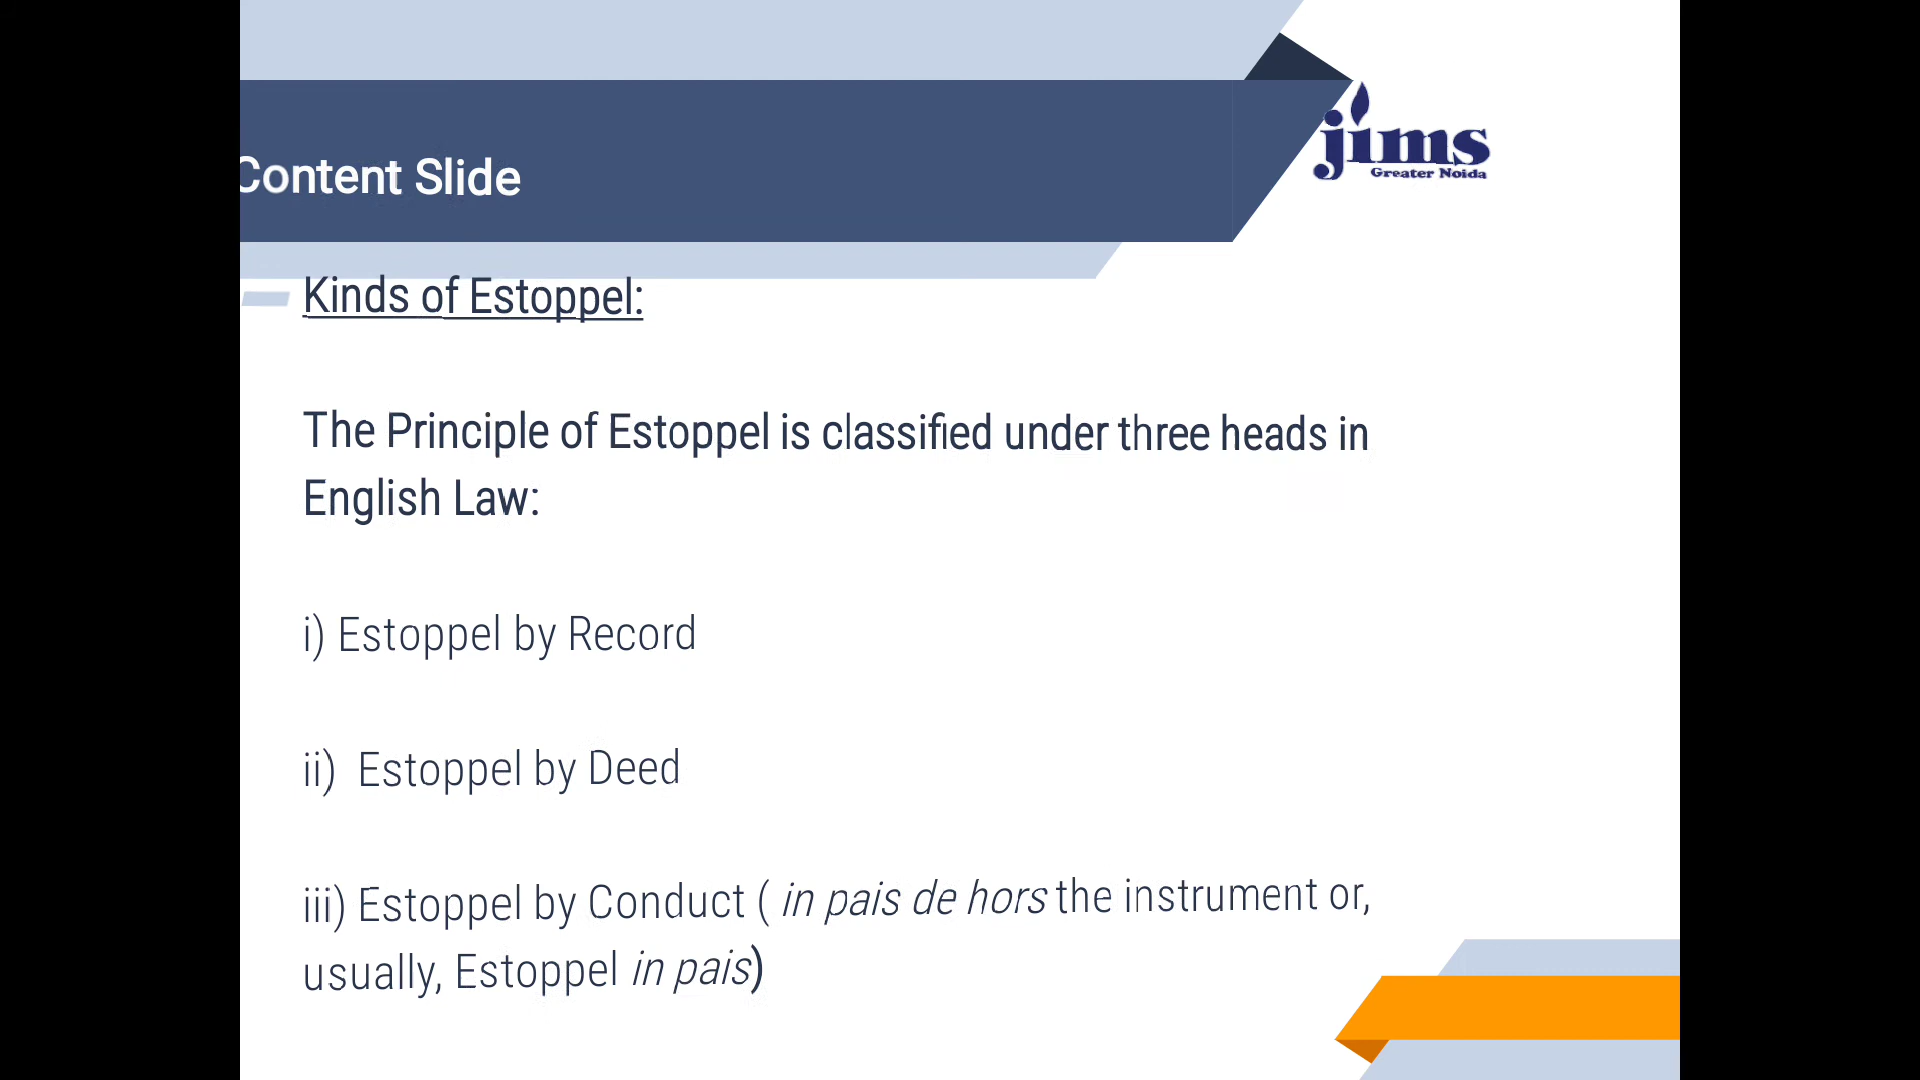 jims
Greater Noida
Content Slide
Kinds of Estoppel:
The Principle of Estoppel is classified under three heads in
English Law:
i) Estoppel by Record
ii) Estoppel by Deed
iii) Estoppel by Conduct ( in pais de hors the instrument or,
usually, Estoppel in pais)